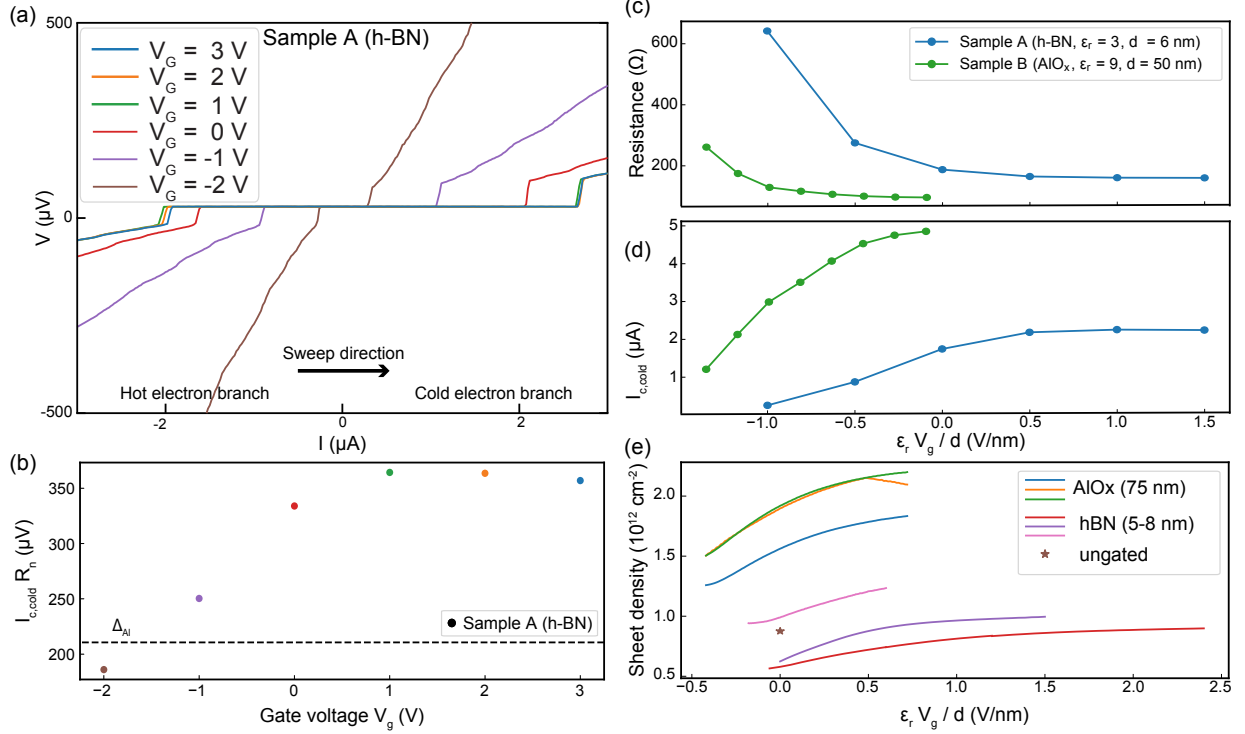 (a)
500
0
-500
V (µV)
Sample A (h-BN)
V_G = 3 V
V_G = 2 V
V_G = 1 V
V_G = 0 V
V_G = -1 V
V_G = -2 V
Sweep direction
Hot electron branch
Cold electron branch
-2
0
2
I (µA)
(b)
350
300
250
200
I_c,cold R_n (µV)
Δ_Al
Sample A (h-BN)
−2
−1
0
1
2
3
Gate voltage V_g (V)
(c)
600
400
200
Resistance (Ω)
Sample A (h-BN, ε_r = 3, d = 6 nm)
Sample B (AlOₓ, ε_r = 9, d = 50 nm)
(d)
5
4
3
2
1
I_c,cold (µA)
−1.0
−0.5
0.0
0.5
1.0
1.5
ε_r V_g / d (V/nm)
(e)
2.0
1.5
1.0
0.5
Sheet density (10¹² cm⁻²)
AlOx (75 nm)
hBN (5-8 nm)
ungated
−0.5
0.0
0.5
1.0
1.5
2.0
2.5
ε_r V_g / d (V/nm)